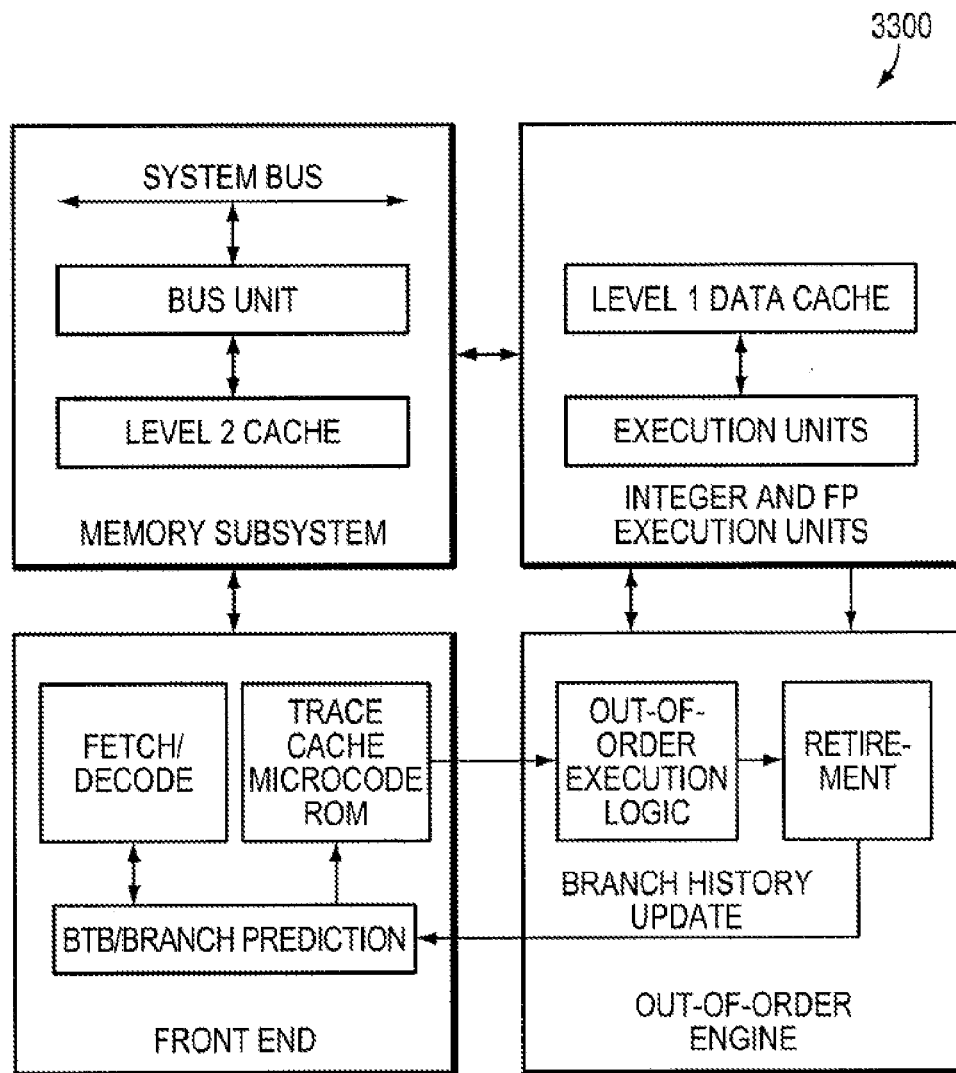 3300
SYSTEM BUS
BUS UNIT
LEVEL 2 CACHE
MEMORY SUBSYSTEM
LEVEL 1 DATA CACHE
EXECUTION UNITS
INTEGER AND FP
EXECUTION UNITS
FETCH/
DECODE
TRACE
CACHE
MICROCODE
ROM
BTB/BRANCH PREDICTION
FRONT END
OUT-OF-
ORDER
EXECUTION
LOGIC
RETIRE-
MENT
BRANCH HISTORY
UPDATE
OUT-OF-ORDER
ENGINE